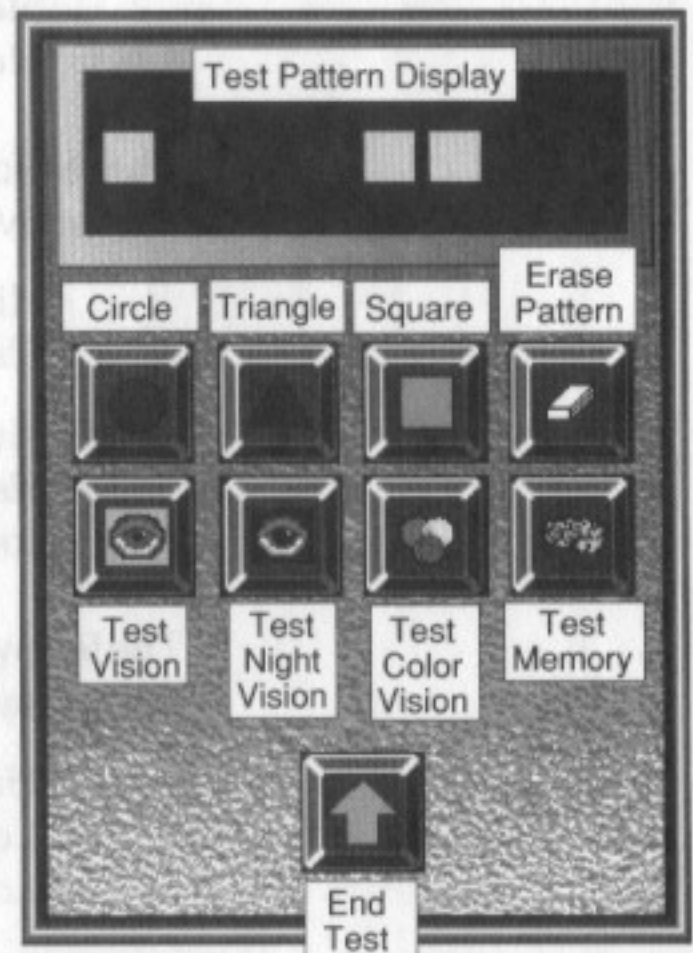 Test Pattern Display
Circle
Triangle
Square
Erase
Pattern
Test
Vision
Test
Night
Vision
Test
Color
Vision
Test
Memory
End
Test